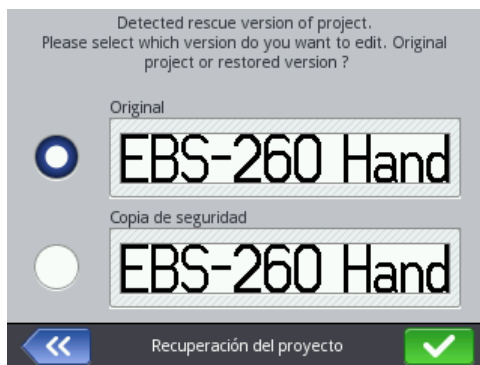 Detected rescue version of project.
Please select which version do you want to edit. Original
project or restored version ?
Original
EBS-260 Hand
Copia de seguridad
EBS-260 Hand
Recuperación del proyecto